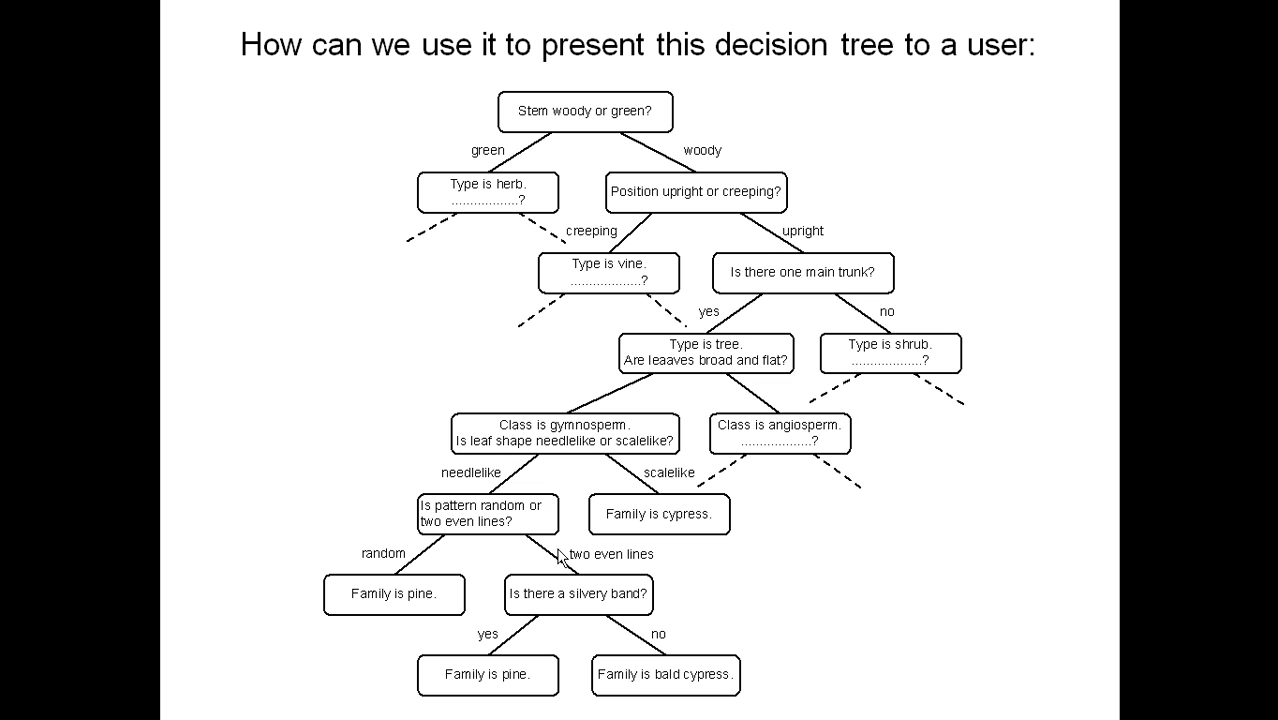 How can we use it to present this decision tree to a user:
Stem woody or green?
green
woody
Type is herb.
..................?
Position upright or creeping?
creeping
upright
Type is vine.
...................?
Is there one main trunk?
yes
no
Type is tree.
Are leaaves broad and flat?
Type is shrub.
...................?
Class is gymnosperm.
Is leaf shape needlelike or scalelike?
Class is angiosperm.
...................?
needlelike
scalelike
Is pattern random or
two even lines?
Family is cypress.
random
two even lines
Family is pine.
Is there a silvery band?
yes
no
Family is pine.
Family is bald cypress.